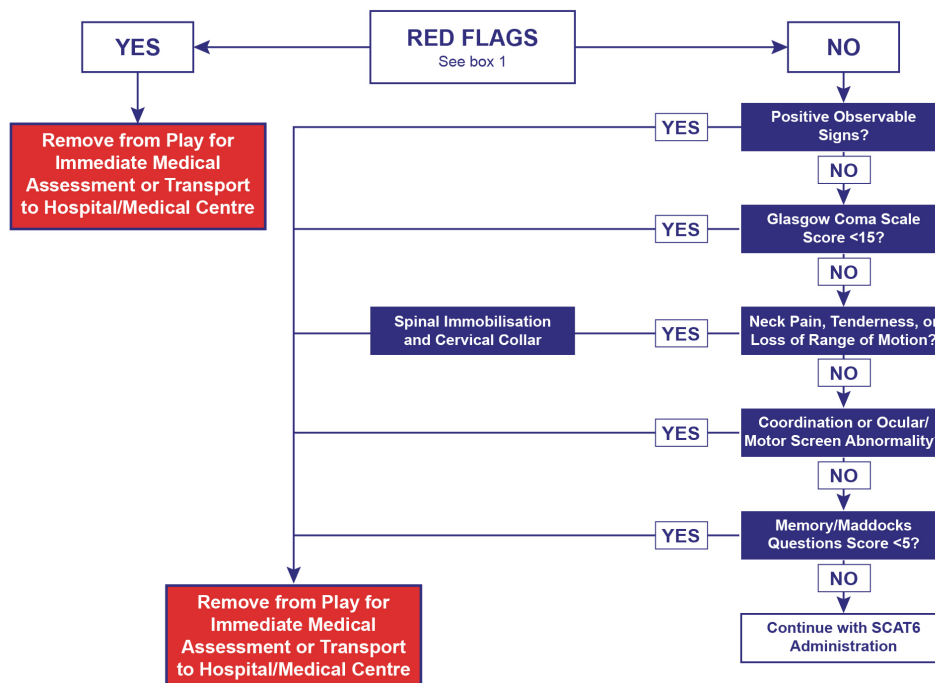 YES
RED FLAGS
See box 1
NO
Remove from Play for
Immediate Medical
Assessment or Transport
to Hospital/Medical Centre
YES
Positive Observable
Signs?
NO
YES
Glasgow Coma Scale
Score <15?
NO
Spinal Immobilisation
and Cervical Collar
YES
Neck Pain, Tenderness, or
Loss of Range of Motion?
NO
YES
Coordination or Ocular/
Motor Screen Abnormality
NO
YES
Memory/Maddocks
Questions Score <5?
NO
Remove from Play for
Immediate Medical
Assessment or Transport
to Hospital/Medical Centre
Continue with SCAT6
Administration